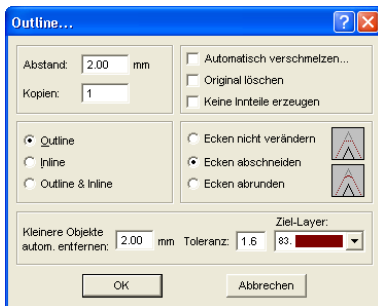 Outline...
Abstand: 2.00 mm
Kopien: 1
Automatisch verschmelzen...
Original löschen
Keine Innteile erzeugen
Outline
Inline
Outline & Inline
Ecken nicht verändern
Ecken abschneiden
Ecken abrunden
Kleinere Objekte
autom. entfernen: 2.00 mm
Toleranz: 1.6
Ziel-Layer:
83.
OK
Abbrechen